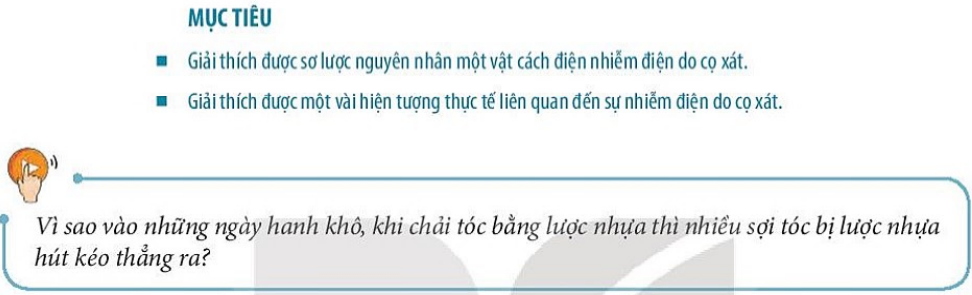 MỤC TIÊU
Giải thích được sơ lược nguyên nhân một vật cách điện nhiễm điện do cọ xát.
Giải thích được một vài hiện tượng thực tế liên quan đến sự nhiễm điện do cọ xát.
Vì sao vào những ngày hanh khô, khi chải tóc bằng lược nhựa thì nhiều sợi tóc bị lược nhựa
hút kéo thẳng ra?